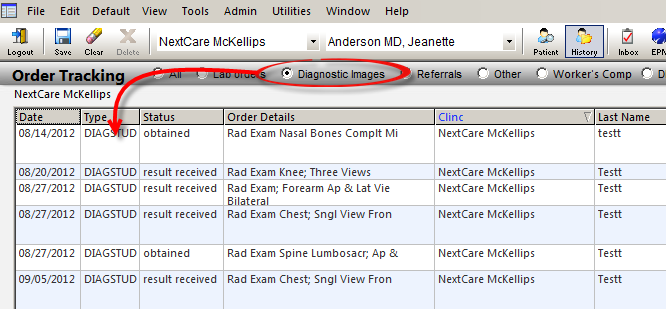 File Edit Default View Tools Admin Utilities Window Help
Logout Save Clear Delete NextCare McKellips Anderson MD, Jeanette Patient History Inbox EPM
Order Tracking All Lab orders Diagnostic Images Referrals Other Worker's Comp D
NextCare McKellips
Date Type Status Order Details Clinc Last Name
08/14/2012 DIAGSTUD obtained Rad Exam Nasal Bones Complt Mi NextCare McKellips testt
08/20/2012 DIAGSTUD result received Rad Exam Knee; Three Views NextCare McKellips Testt
08/27/2012 DIAGSTUD result received Rad Exam; Forearm Ap & Lat Vie NextCare McKellips Testt
Bilateral
08/27/2012 DIAGSTUD result received Rad Exam Chest; Sngl View Fron NextCare McKellips Testt
08/27/2012 DIAGSTUD obtained Rad Exam Spine Lumbosacr; Ap & NextCare McKellips Testt
09/05/2012 DIAGSTUD result received Rad Exam Chest; Sngl View Fron NextCare McKellips Testt